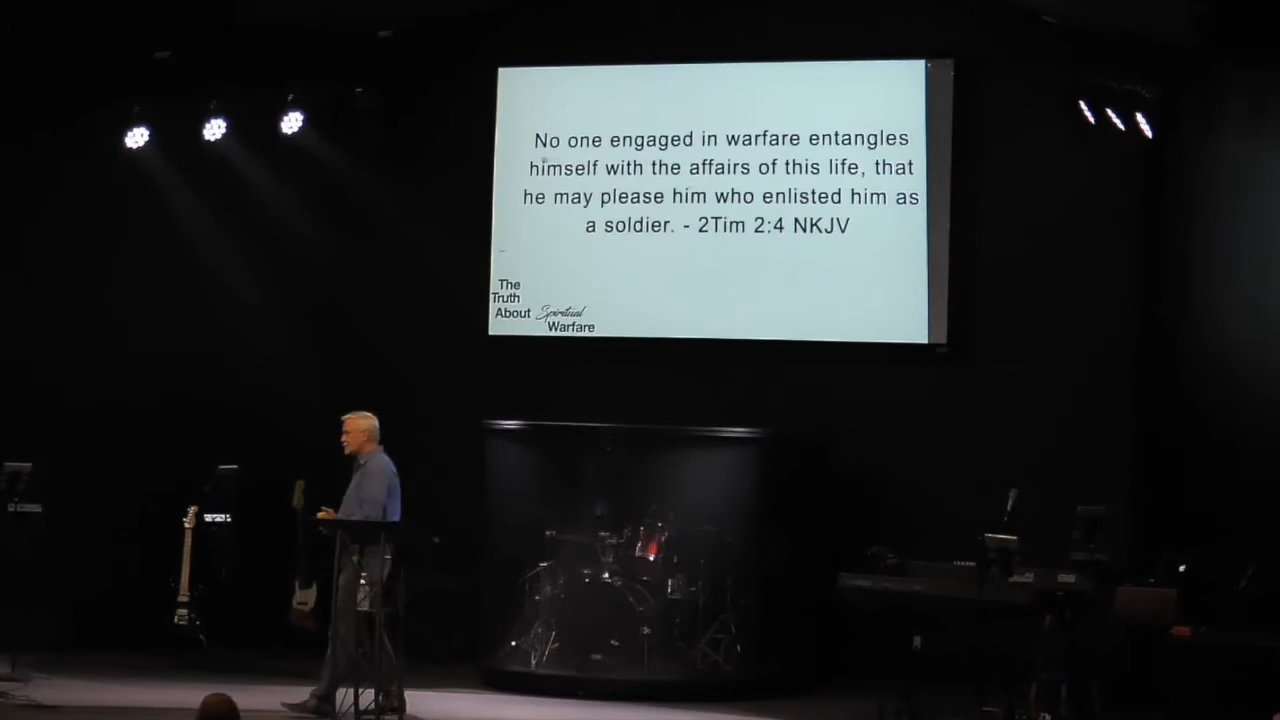 No one engaged in warfare entangles
himself with the affairs of this life, that
he may please him who enlisted him as
a soldier. - 2Tim 2:4 NKJV
The
Truth
About Spiritual
Warfare